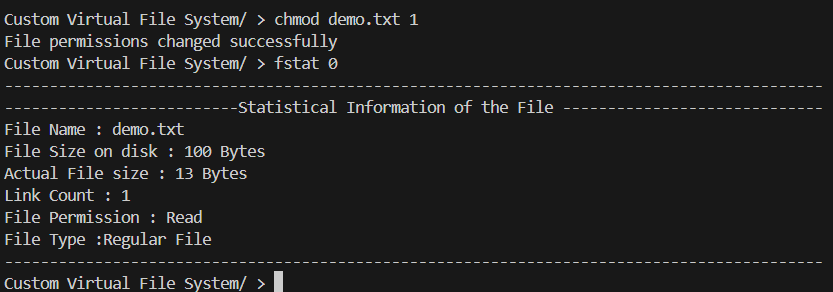 Custom Virtual File System/ > chmod demo.txt 1
File permissions changed successfully
Custom Virtual File System/ > fstat 0
-------------------------------------------------------------------------------------------
--------------------------Statistical Information of the File -----------------------------
File Name : demo.txt
File Size on disk : 100 Bytes
Actual File size : 13 Bytes
Link Count : 1
File Permission : Read
File Type :Regular File
-------------------------------------------------------------------------------------------
Custom Virtual File System/ >